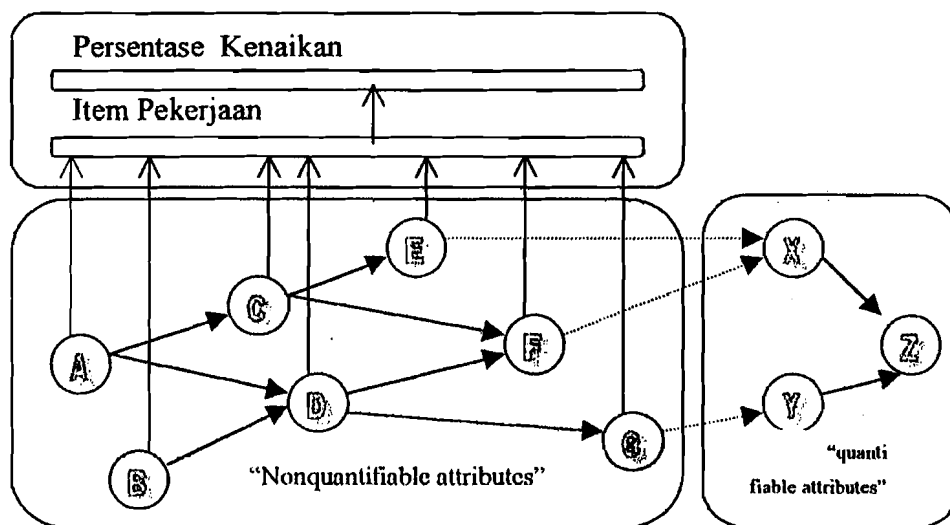 Persentase Kenaikan
Item Pekerjaan
E
X
C
A
F
Z
D
Y
G
B
"Nonquantifiable attributes"
"quanti
fiable attributes"